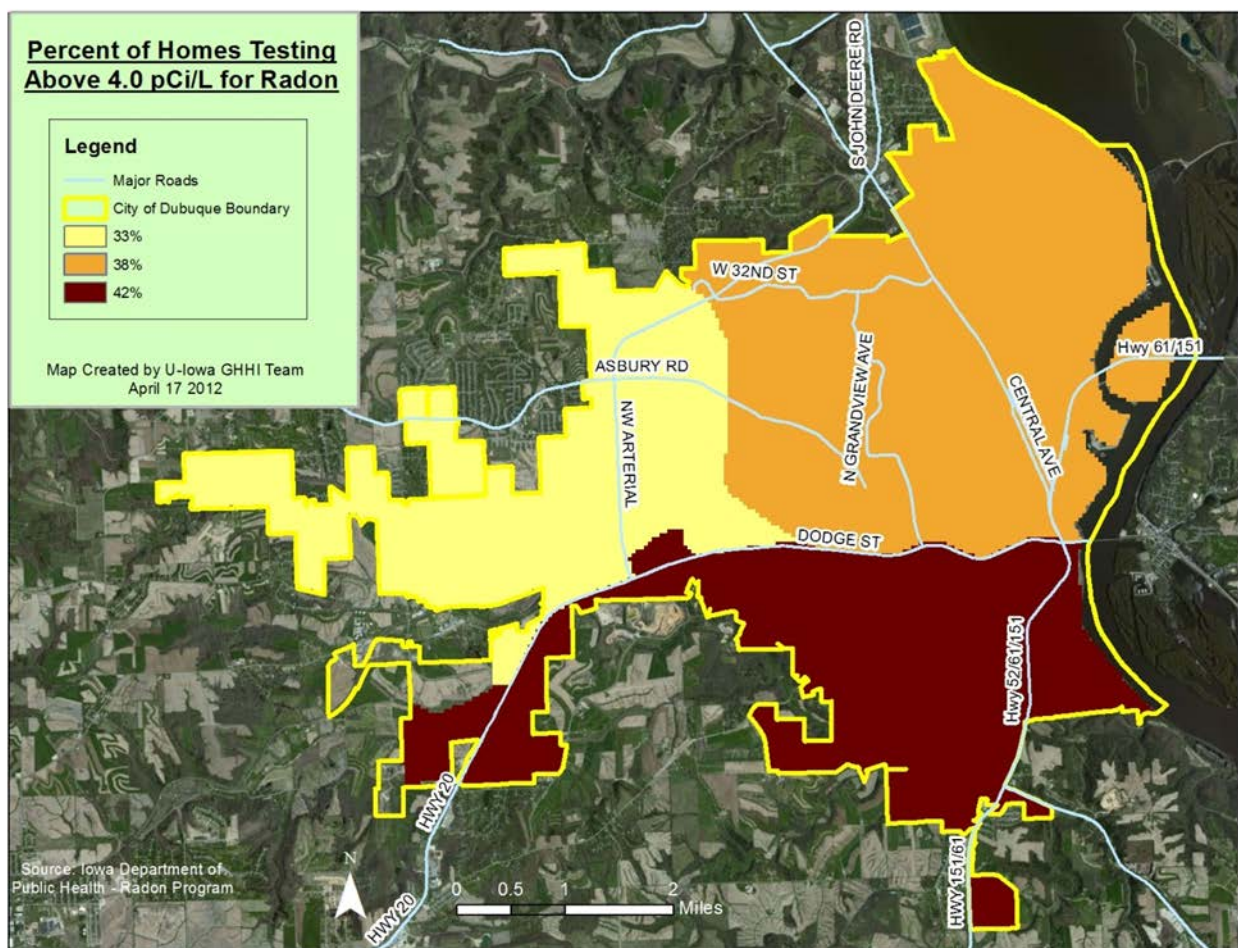 Percent of Homes Testing
Above 4.0 pCi/L for Radon
Legend
Major Roads
City of Dubuque Boundary
33%
38%
42%
Map Created by U-Iowa GHHI Team
April 17 2012
S JOHN DEERE RD
W 32ND ST
Hwy 61/151
ASBURY RD
N GRANDVIEW AVE
CENTRAL AVE
NW ARTERIAL
DODGE ST
Hwy 52/61/151
HWY 20
HWY 151/61
HWY 20
Source: Iowa Department of
Public Health - Radon Program
N
0 0.5 1 2
Miles